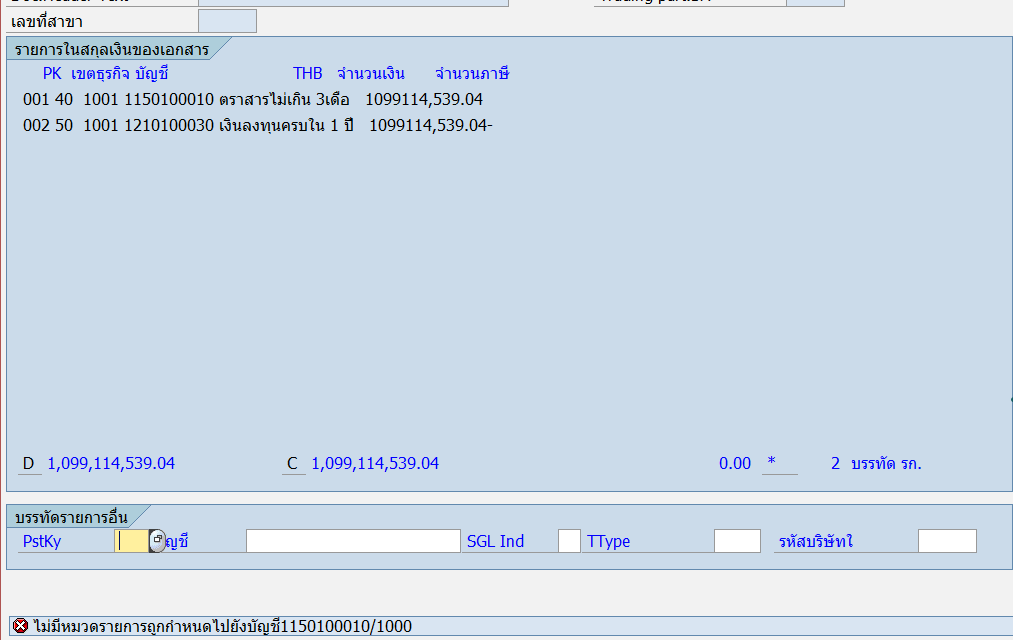 เลขที่สาขา
รายการในสกุลเงินของเอกสาร
PK เขตธุรกิจ บัญชี THB จำนวนเงิน จำนวนภาษี
001 40 1001 1150100010 ตราสารไม่เกิน 3เดือ 1099114,539.04
002 50 1001 1210100030 เงินลงทุนครบใน 1 ปี 1099114,539.04-
D 1,099,114,539.04 C 1,099,114,539.04 0.00 * 2 บรรทัด รก.
บรรทัดรายการอื่น
PstKy ญชี SGL Ind TType รหัสบริษัทใ
ไม่มีหมวดรายการถูกกำหนดไปยังบัญชี1150100010/1000